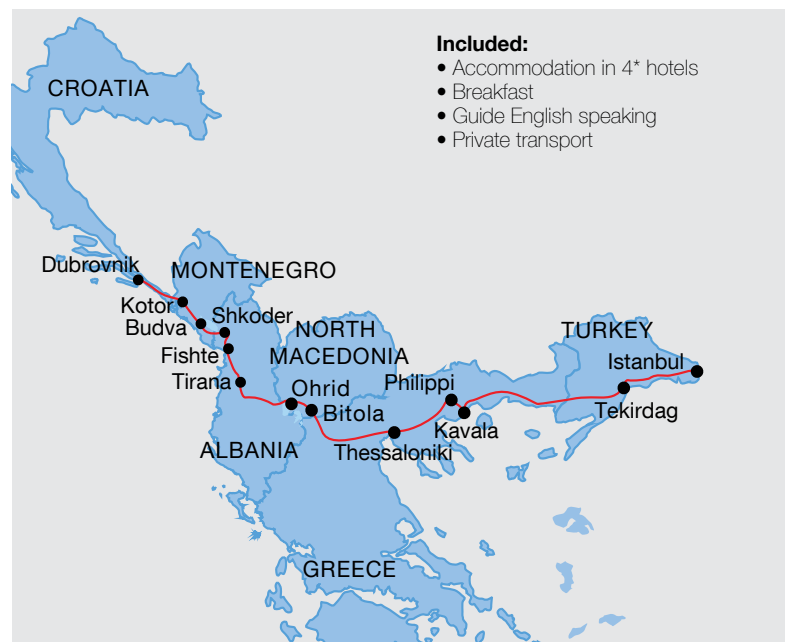 Included:
• Accommodation in 4* hotels
• Breakfast
• Guide English speaking
• Private transport
CROATIA
Dubrovnik
MONTENEGRO
Kotor
Budva
Shkoder
Fishte
Tirana
NORTH
MACEDONIA
Ohrid
Bitola
ALBANIA
Philippi
Kavala
Thessaloniki
TURKEY
Istanbul
Tekirdag
GREECE